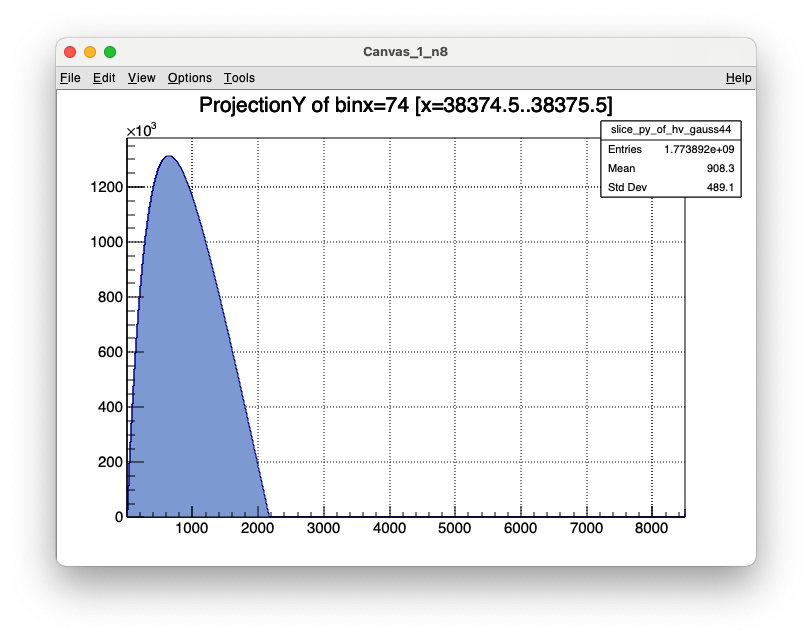 Canvas_1_n8
File Edit View Options Tools Help
ProjectionY of binx=74 [x=38374.5..38375.5]
×10³
slice_py_of_hv_gauss44
Entries 1.773892e+09
Mean 908.3
Std Dev 489.1
1200
1000
800
600
400
200
0
1000 2000 3000 4000 5000 6000 7000 8000